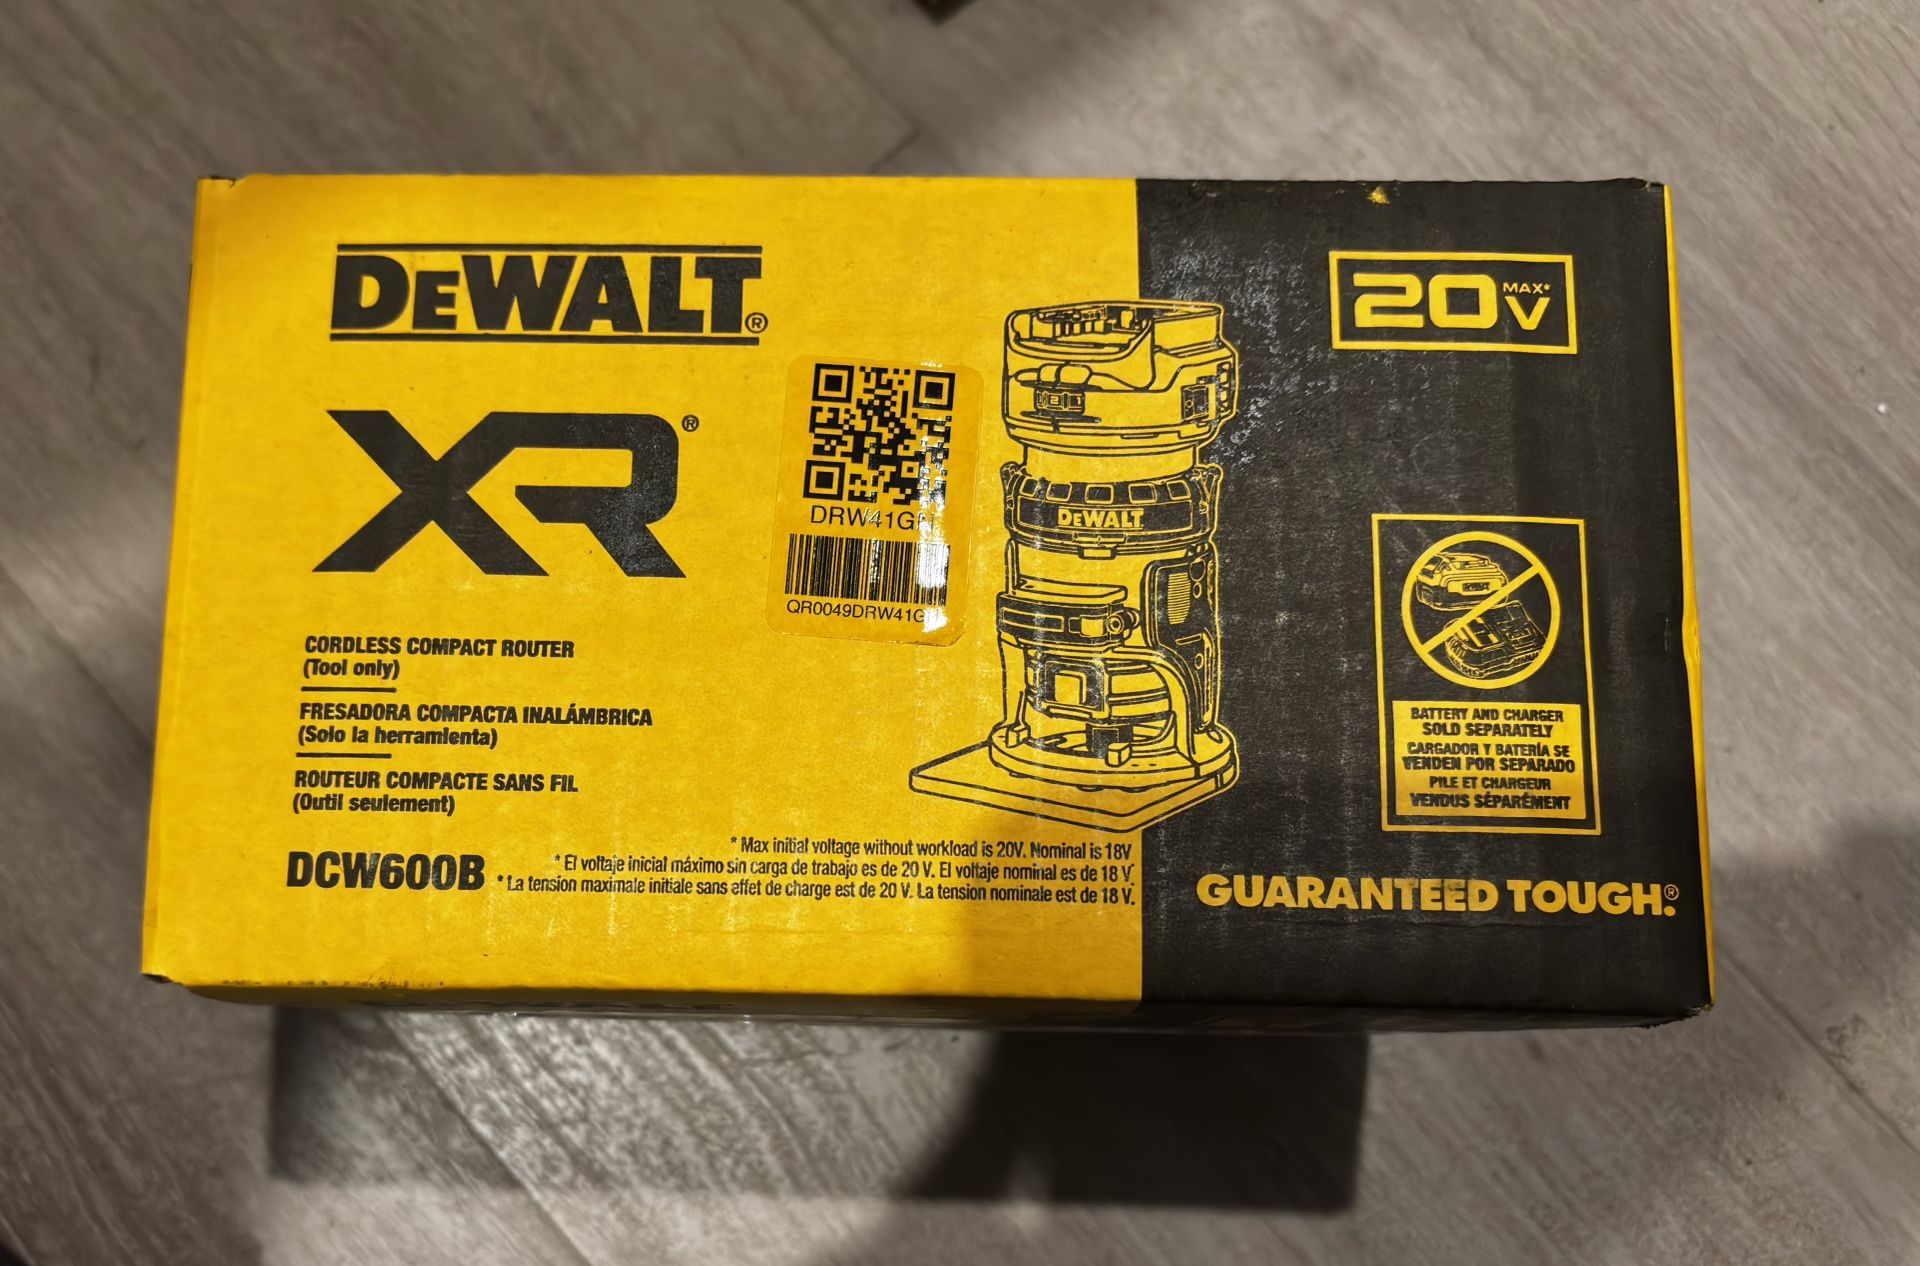 DEWALT®
XR®
CORDLESS COMPACT ROUTER
(Tool only)
FRESADORA COMPACTA INALÁMBRICA
(Solo la herramienta)
ROUTEUR COMPACTE SANS FIL
(Outil seulement)
DCW600B
* Max initial voltage without workload is 20V. Nominal is 18V
* El voltaje inicial máximo sin carga de trabajo es de 20 V. El voltaje nominal es de 18 V.
* La tension maximale initiale sans effet de charge est de 20 V. La tension nominale est de 18 V.
DRW41GN
QR0049DRW41GN
DEWALT
20V MAX*
DEWALT
BATTERY AND CHARGER
SOLD SEPARATELY
CARGADOR Y BATERÍA SE
VENDEN POR SEPARADO
PILE ET CHARGEUR
VENDUS SÉPARÉMENT
GUARANTEED TOUGH.®